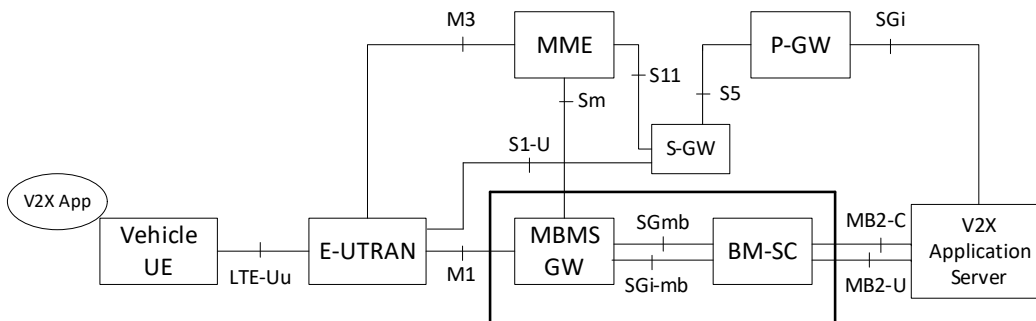 M3
MME
P-GW
SGi
S11
S5
Sm
S1-U
S-GW
V2X App
Vehicle
UE
LTE-Uu
E-UTRAN
M1
MBMS
GW
SGmb
SGi-mb
BM-SC
MB2-C
MB2-U
V2X
Application
Server